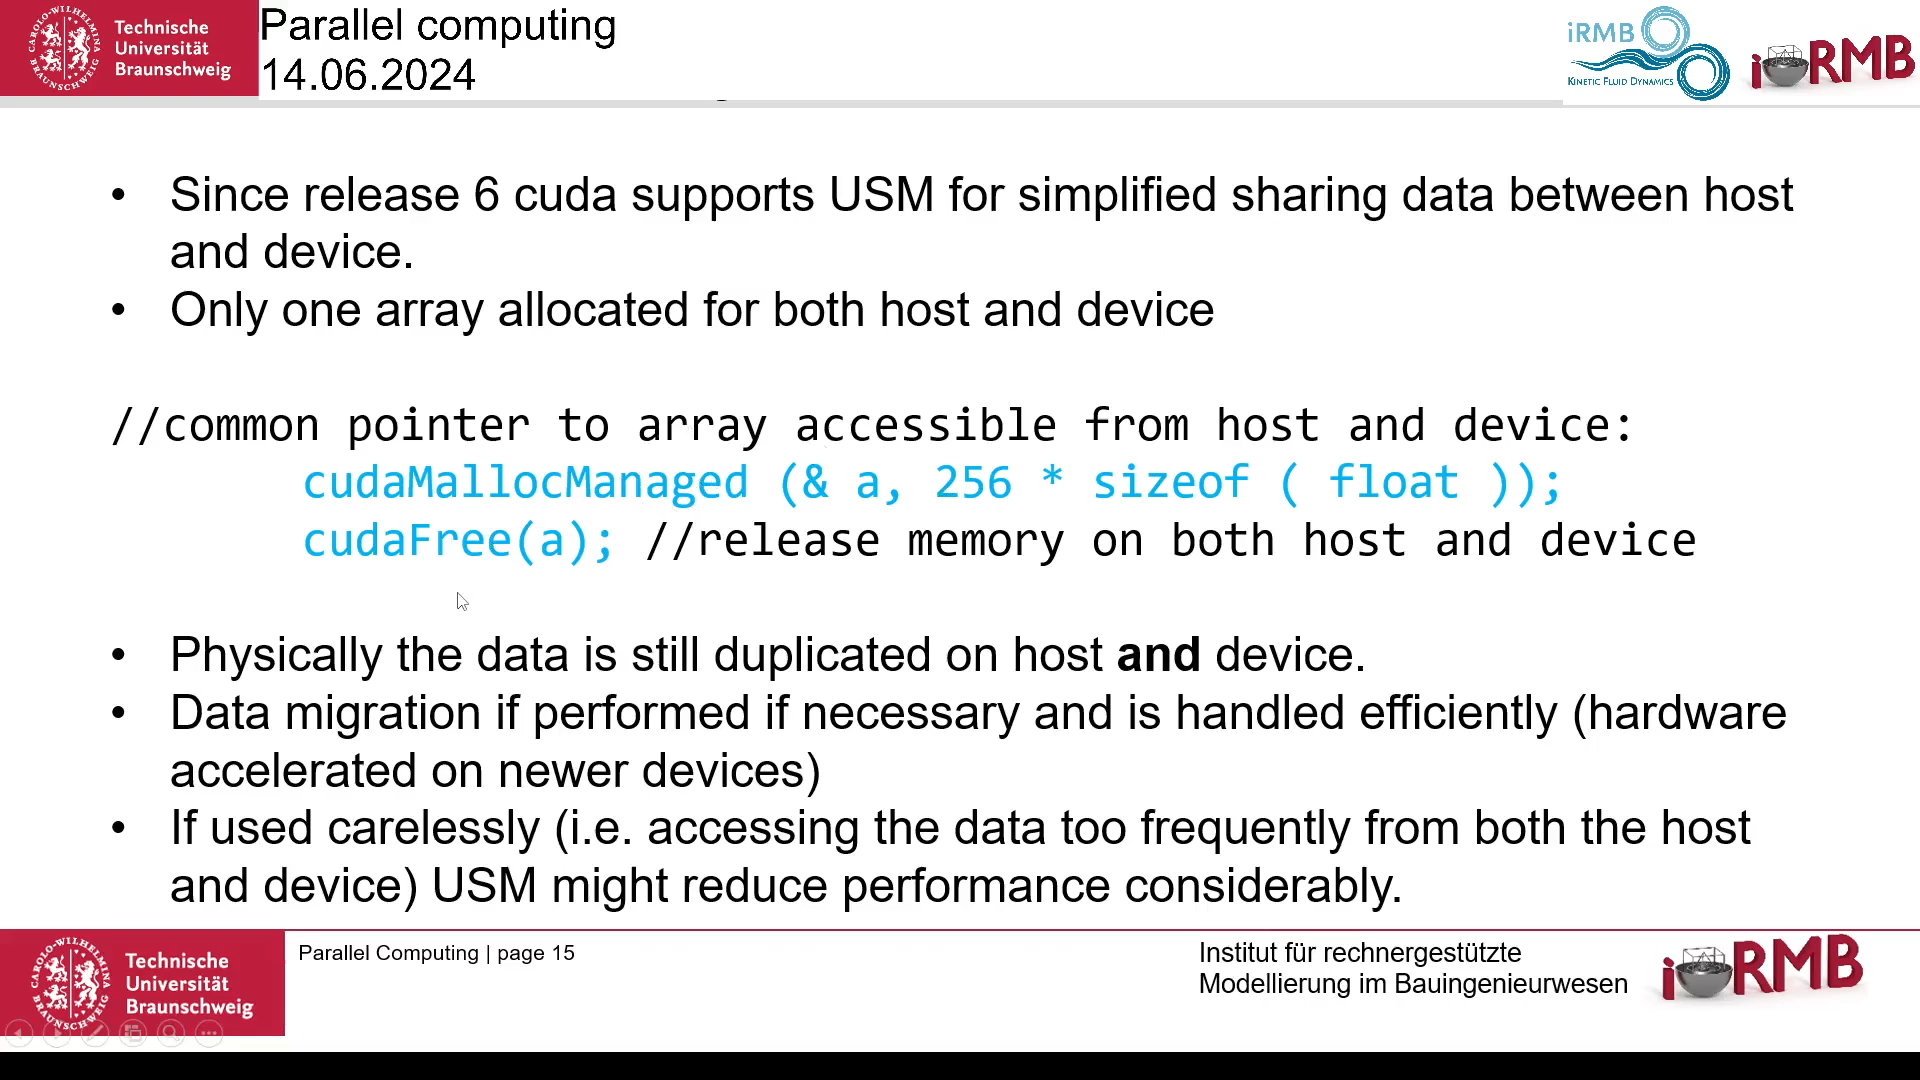 Technische
Universität
Braunschweig
Parallel computing
14.06.2024
iRMB
KINETIC FLUID DYNAMICS
iRMB
• Since release 6 cuda supports USM for simplified sharing data between host
and device.
• Only one array allocated for both host and device
//common pointer to array accessible from host and device:
cudaMallocManaged (& a, 256 * sizeof ( float ));
cudaFree(a); //release memory on both host and device
• Physically the data is still duplicated on host and device.
• Data migration if performed if necessary and is handled efficiently (hardware
accelerated on newer devices)
• If used carelessly (i.e. accessing the data too frequently from both the host
and device) USM might reduce performance considerably.
Technische
Universität
Braunschweig
Parallel Computing | page 15
Institut für rechnergestützte
Modellierung im Bauingenieurwesen
iRMB